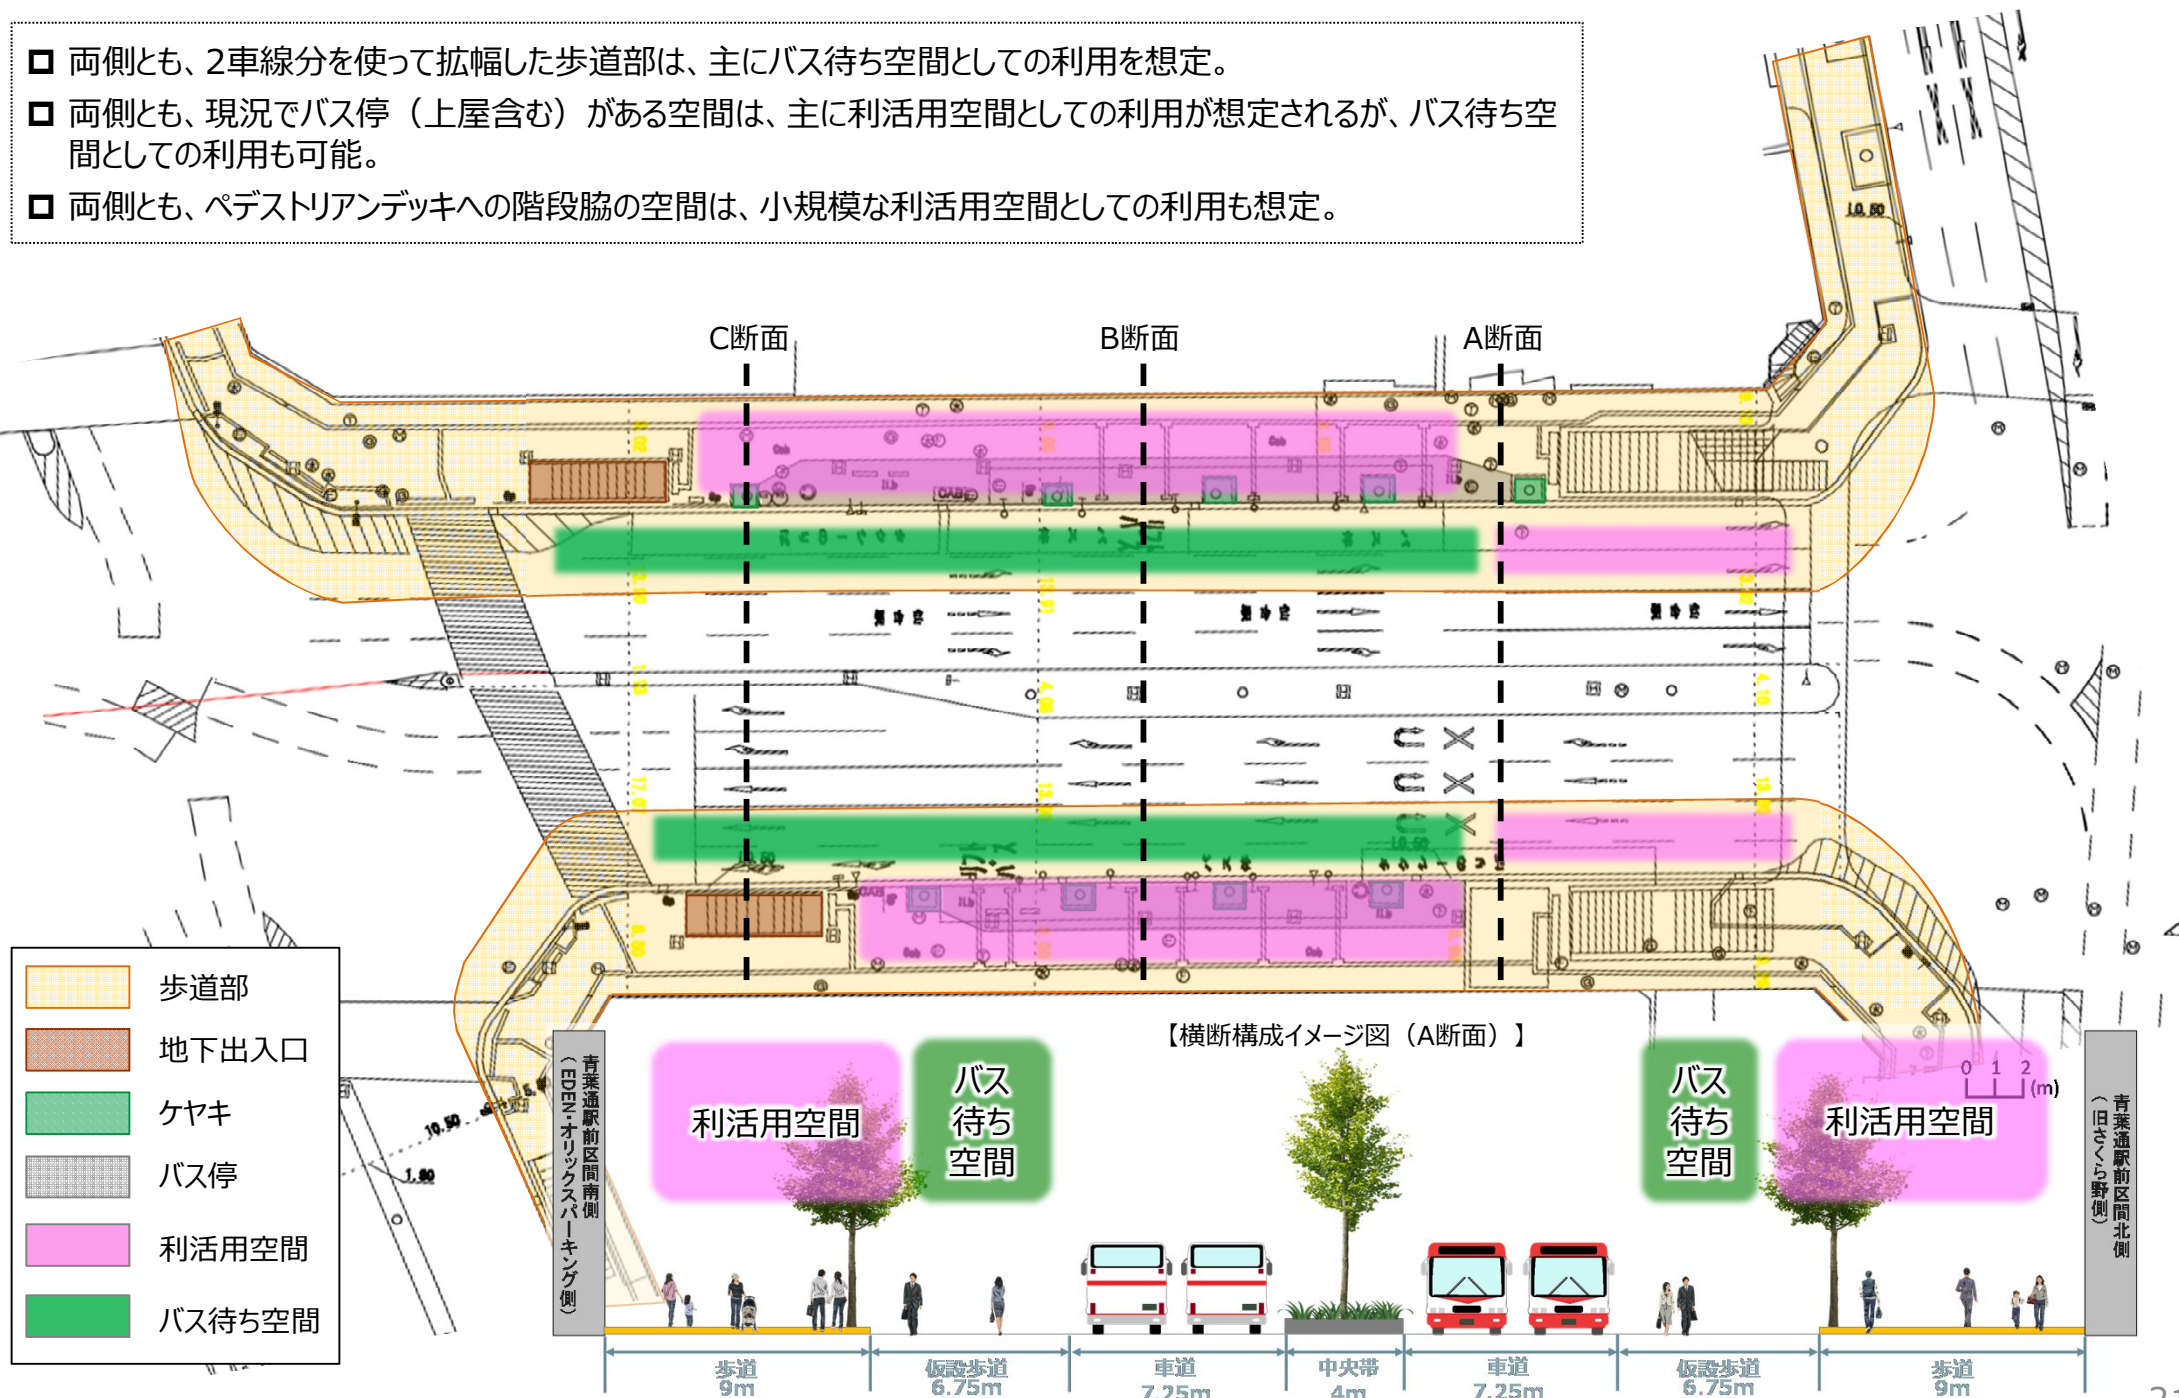 □ 両側とも、2車線分を使って拡幅した歩道部は、主にバス待ち空間としての利用を想定。
□ 両側とも、現況でバス停（上屋含む）がある空間は、主に利活用空間としての利用が想定されるが、バス待ち空
間としての利用も可能。
□ 両側とも、ペデストリアンデッキへの階段脇の空間は、小規模な利活用空間としての利用も想定。
C断面
B断面
A断面
10.50
4.10
17.07
10.50
10.50
8.80
10.50
1.80
歩道部
地下出入口
ケヤキ
バス停
利活用空間
バス待ち空間
【横断構成イメージ図（A断面）】
0 1 2
(m)
青葉通駅前区間南側
（EDEN・オリックスパーキング側）
利活用空間
バス
待ち
空間
バス
待ち
空間
利活用空間
青葉通駅前区間北側
（旧さくら野側）
歩道
9m
仮設歩道
6.75m
車道
7.25m
中央帯
4m
車道
7.25m
仮設歩道
6.75m
歩道
9m